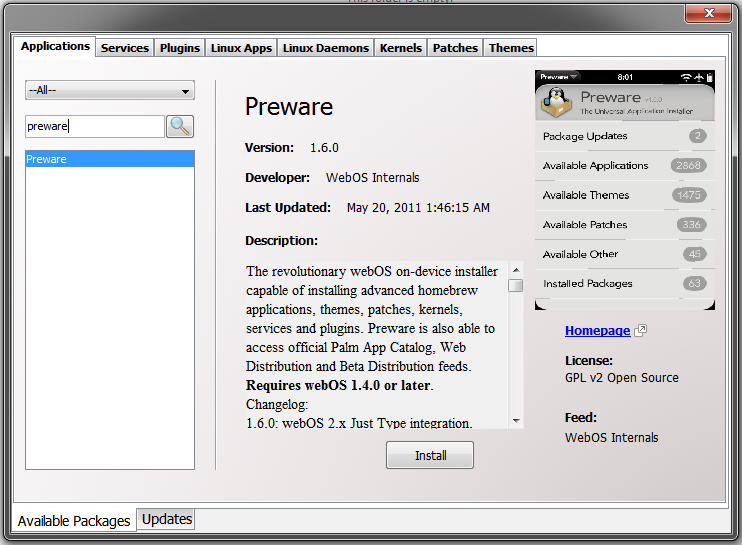 This folder is empty.
Applications Services Plugins Linux Apps Linux Daemons Kernels Patches Themes
--All--
preware
Preware
Preware
Version: 1.6.0
Developer: WebOS Internals
Last Updated: May 20, 2011 1:46:15 AM
Description:
The revolutionary webOS on-device installer
capable of installing advanced homebrew
applications, themes, patches, kernels,
services and plugins. Preware is also able to
access official Palm App Catalog, Web
Distribution and Beta Distribution feeds.
Requires webOS 1.4.0 or later.
Changelog:
1.6.0: webOS 2.x Just Type integration.
Install
Preware 8:01
Preware v1.6.0
The Universal Application Installer
Package Updates 2
Available Applications 2868
Available Themes 1475
Available Patches 336
Available Other 45
Installed Packages 63
Homepage
License:
GPL v2 Open Source
Feed:
WebOS Internals
Available Packages Updates